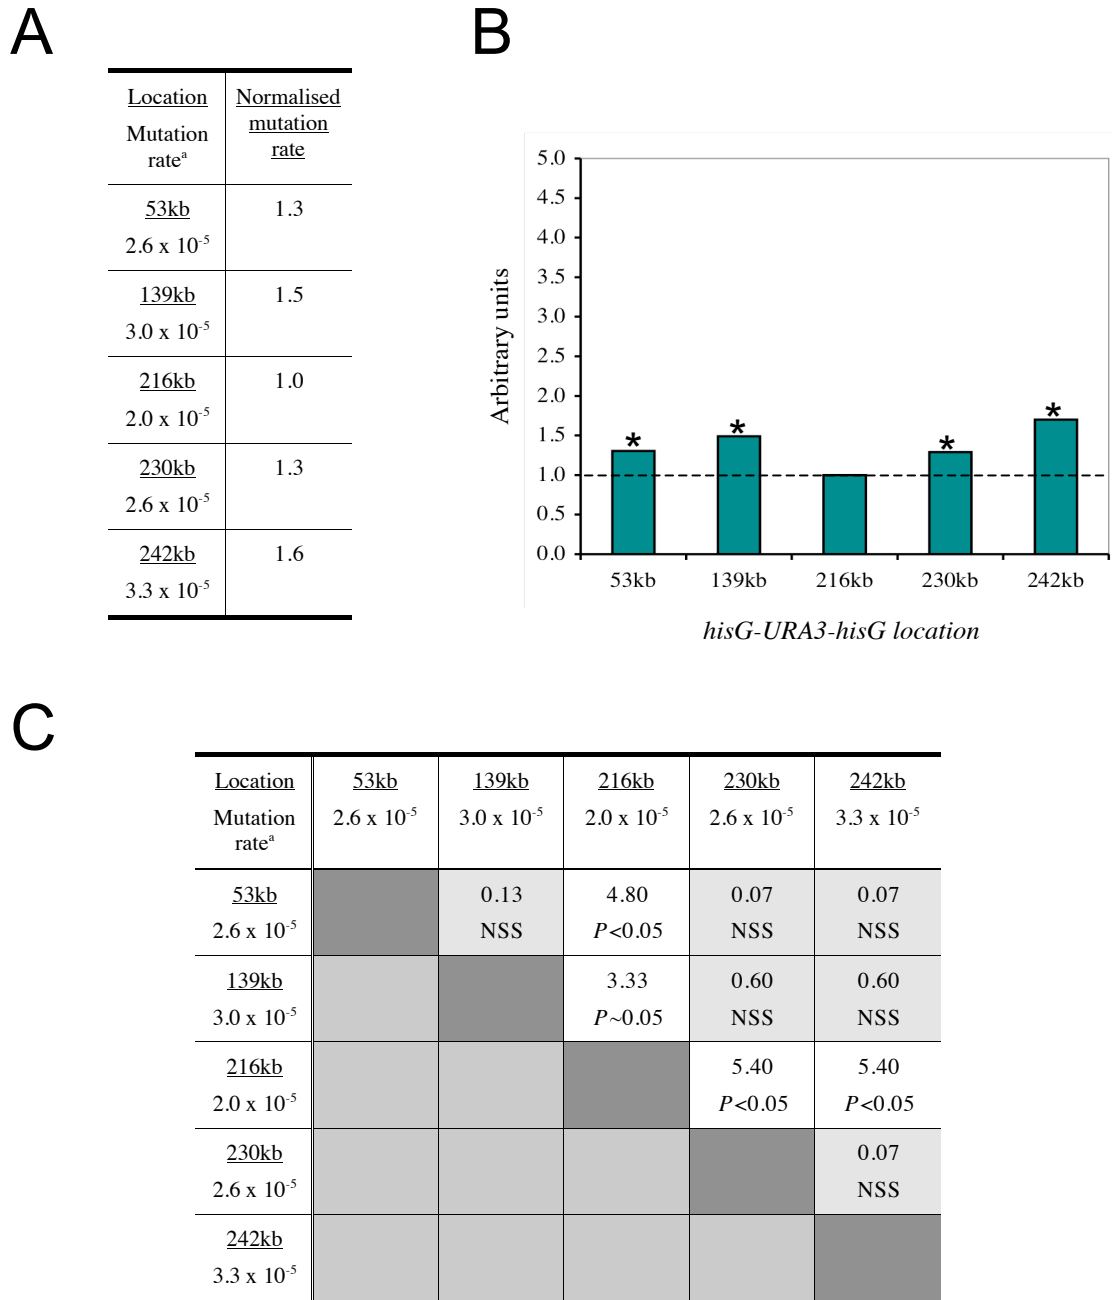 A
Location
Mutation
rateᵃ
Normalised
mutation
rate
53kb
2.6 x 10⁻⁵
1.3
139kb
3.0 x 10⁻⁵
1.5
216kb
2.0 x 10⁻⁵
1.0
230kb
2.6 x 10⁻⁵
1.3
242kb
3.3 x 10⁻⁵
1.6
B
Arbitrary units
5.0
4.5
4.0
3.5
3.0
2.5
2.0
1.5
1.0
0.5
0.0
* * * *
53kb 139kb 216kb 230kb 242kb
hisG-URA3-hisG location
C
Location
Mutation
rateᵃ
53kb 139kb 216kb 230kb 242kb
2.6 x 10⁻⁵ 3.0 x 10⁻⁵ 2.0 x 10⁻⁵ 2.6 x 10⁻⁵ 3.3 x 10⁻⁵
53kb 0.13 4.80 0.07 0.07
2.6 x 10⁻⁵ NSS P<0.05 NSS NSS
139kb 3.33 0.60 0.60
3.0 x 10⁻⁵ P~0.05 NSS NSS
216kb 5.40 5.40
2.0 x 10⁻⁵ P<0.05 P<0.05
230kb 0.07
2.6 x 10⁻⁵ NSS
242kb
3.3 x 10⁻⁵